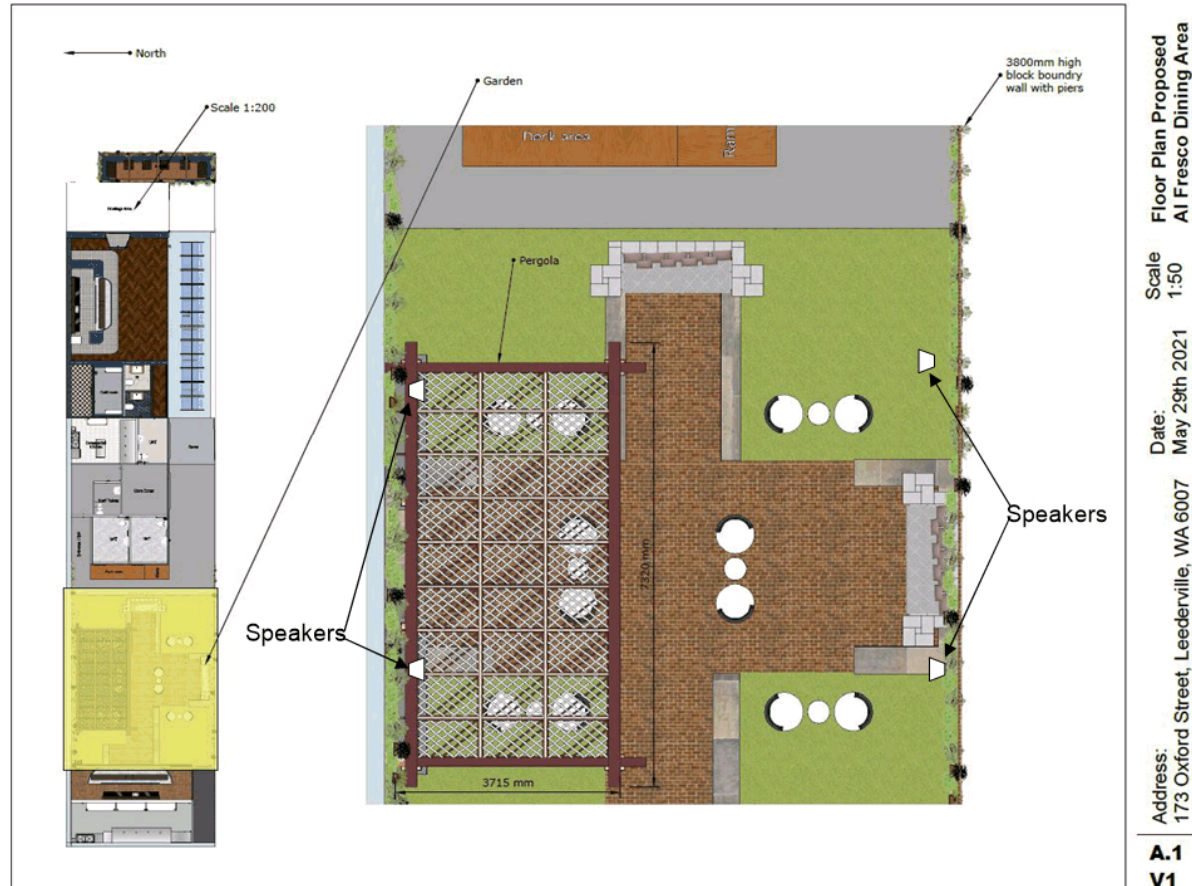 North
Scale 1:200
Garden
3800mm high
block boundry
wall with piers
Deck area
Ram
Pergola
Speakers
Speakers
7320 mm
3715 mm
Floor Plan Proposed
Al Fresco Dining Area
Scale
1:50
Date:
May 29th 2021
Address:
173 Oxford Street, Leederville, WA 6007
A.1
V1